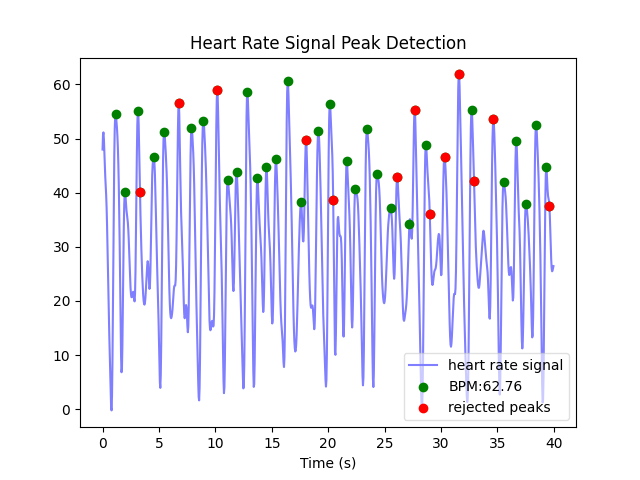 Heart Rate Signal Peak Detection
60
50
40
30
20
10
0
heart rate signal
BPM:62.76
rejected peaks
0 5 10 15 20 25 30 35 40
Time (s)